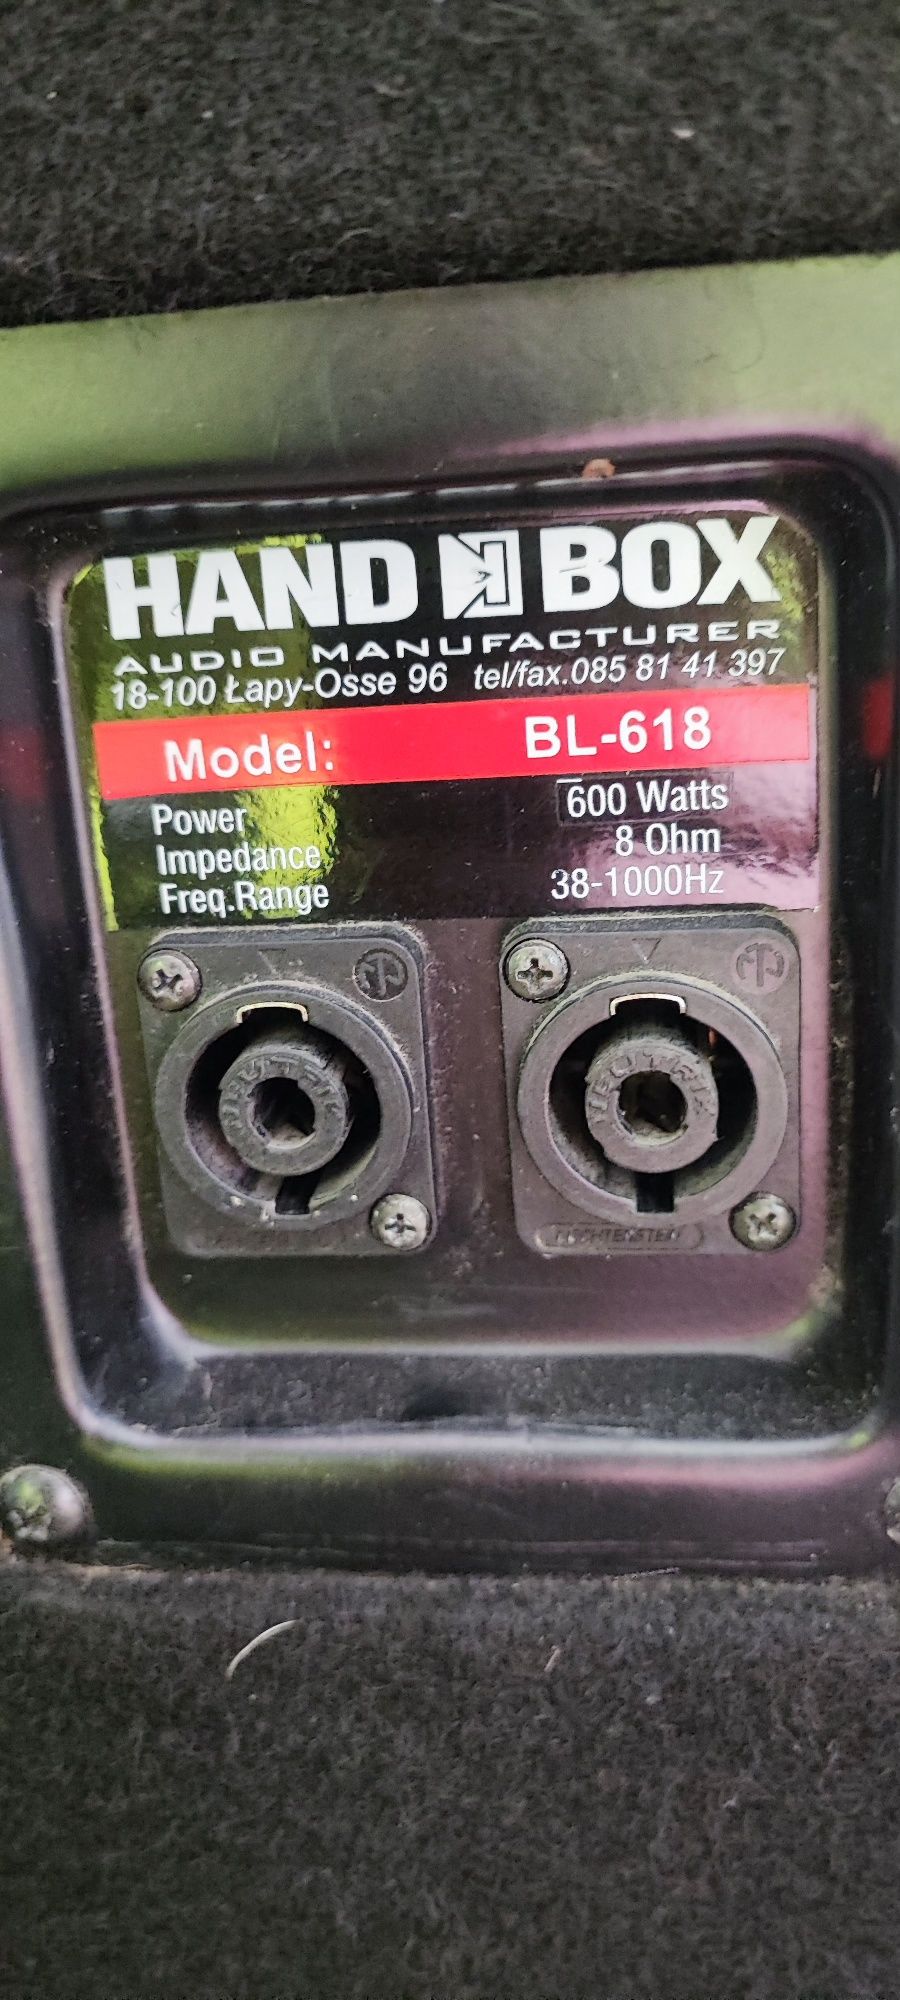 HAND BOX
AUDIO MANUFACTURER
18-100 Łapy-Osse 96 tel/fax.085 81 41 397
Model: BL-618
Power 600 Watts
Impedance 8 Ohm
Freq.Range 38-1000Hz
NEUTRIK NEUTRIK
LIECHTENSTEIN